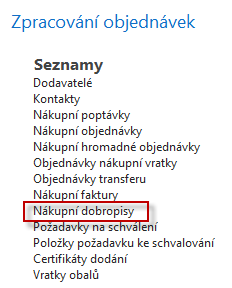 Zpracování objednávek
Seznamy
Dodavatelé
Kontakty
Nákupní poptávky
Nákupní objednávky
Nákupní hromadné objednávky
Objednávky nákupní vratky
Objednávky transferu
Nákupní faktury
Nákupní dobropisy
Požadavky na schválení
Položky požadavku ke schvalování
Certifikáty dodání
Vratky obalů